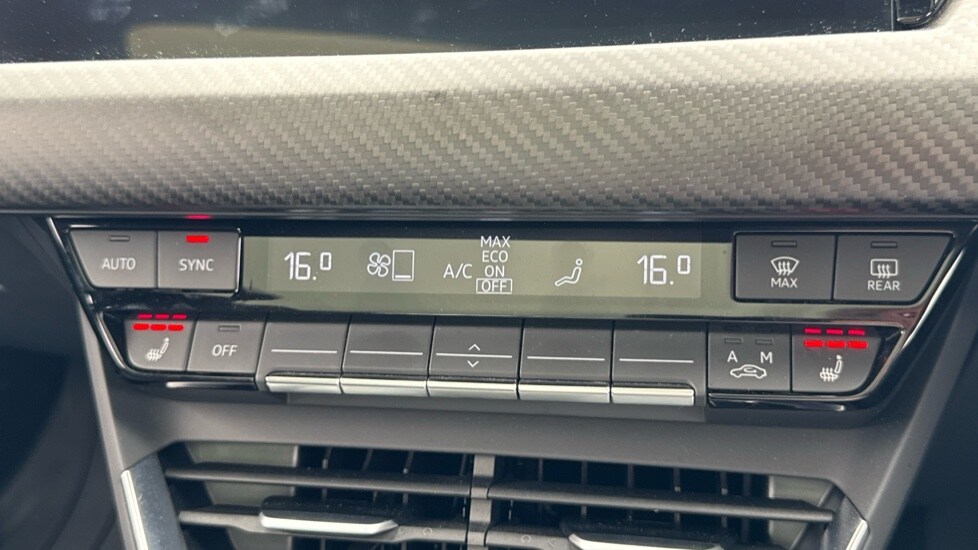 AUTO
SYNC
16.0
A/C
MAX
ECO
ON
OFF
16.0
MAX
REAR
OFF
A M